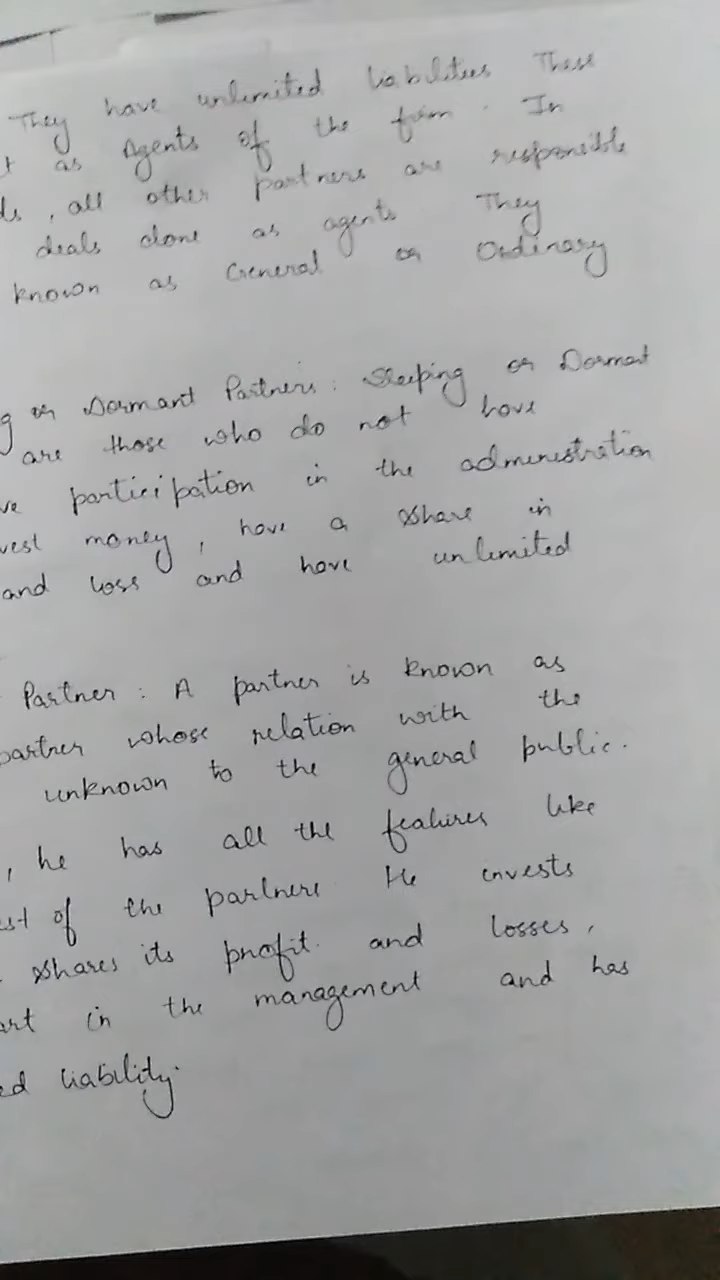 They have unlimited liabilities These
t as Agents of the firm. In
ds, all other partners are responsible
deals done as agents They
known as General or Ordinary
g or Dormant Partners: Sleeping or Dormant
are those who do not have
ve participation in the administration
vest money, have a share in
and loss and have unlimited
Partner: A partner is known as
partner whose relation with the
unknown to the general public.
, he has all the features like
est of the partners He invests
shares its profit and losses,
art in the management and has
ed liability.